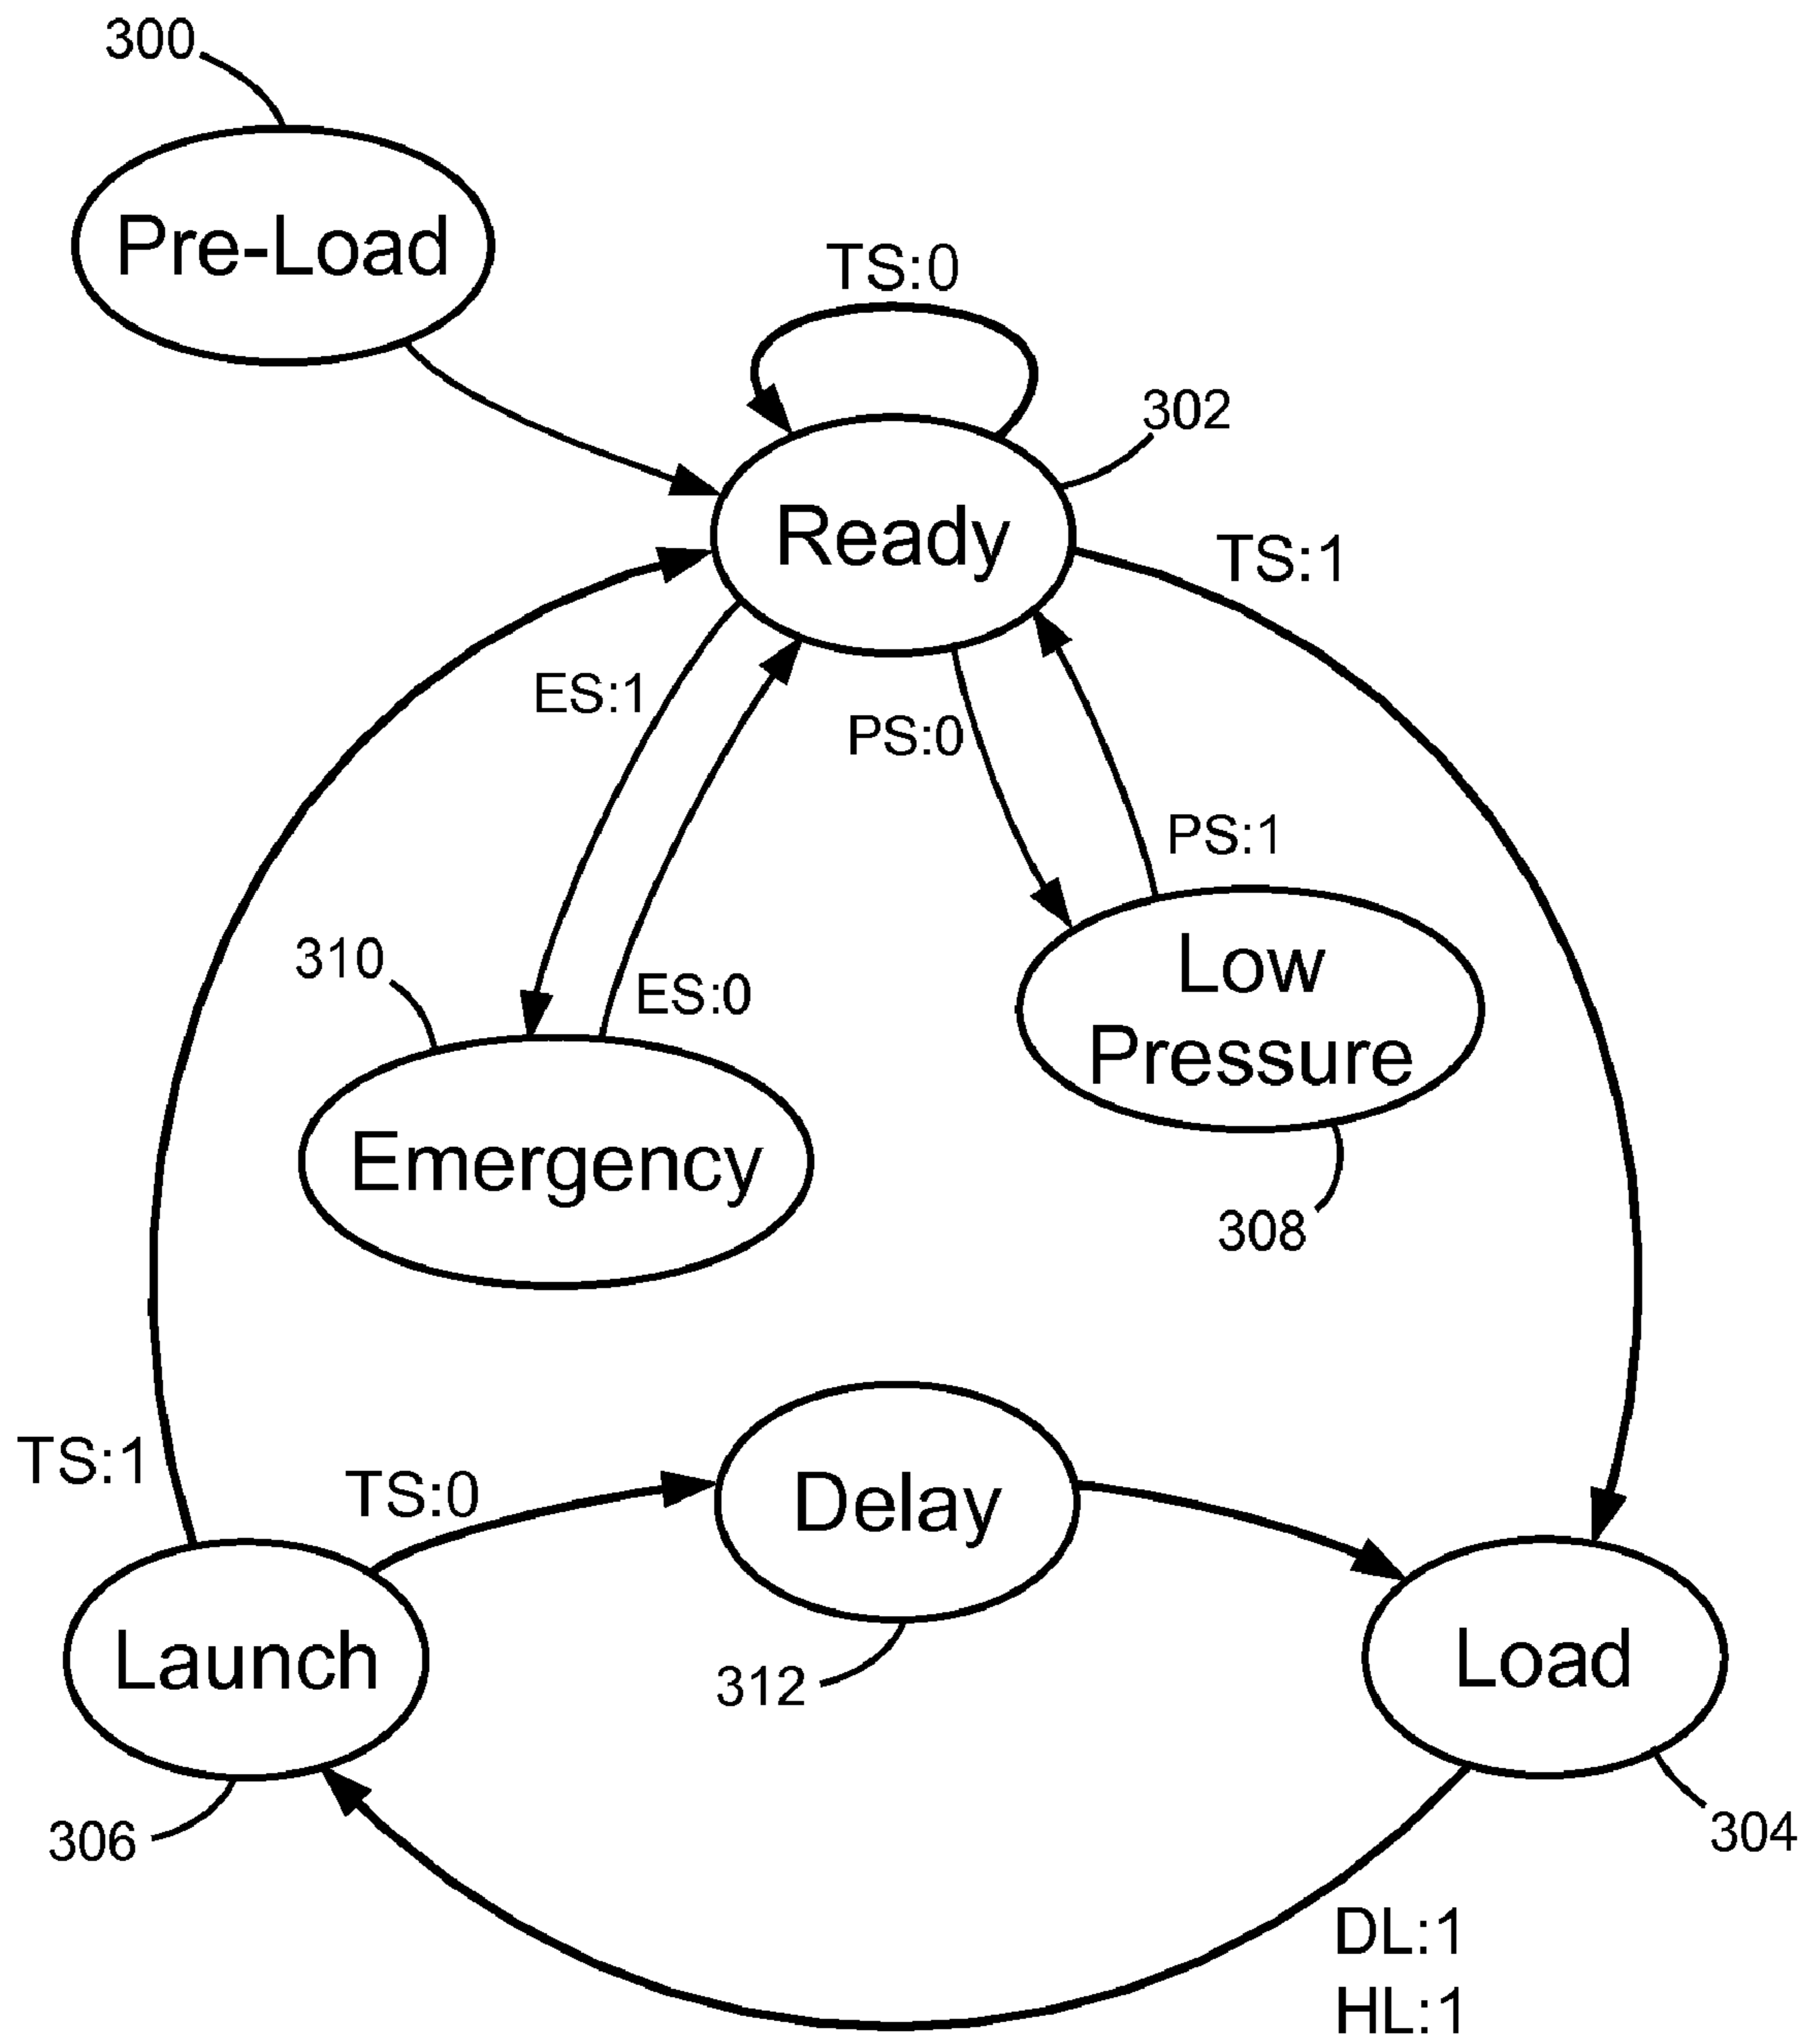 300
Pre-Load
TS:0
302
Ready
TS:1
ES:1
PS:0
PS:1
310
ES:0
Low
Pressure
Emergency
308
TS:1
TS:0
Delay
Launch
312
Load
306
304
DL:1
HL:1